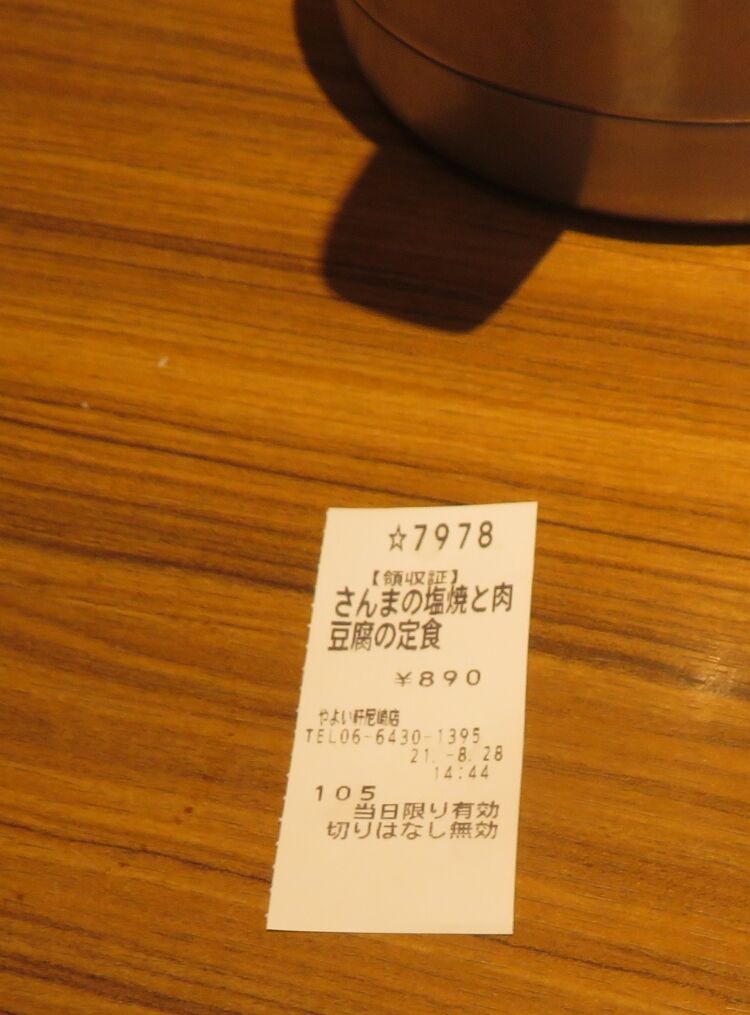 ☆7978
【領収証】
さんまの塩焼と肉
豆腐の定食
¥890
やよい軒尼崎店
TEL06-6430-1395
21.-8.28
14:44
105
当日限り有効
切りはなし無効